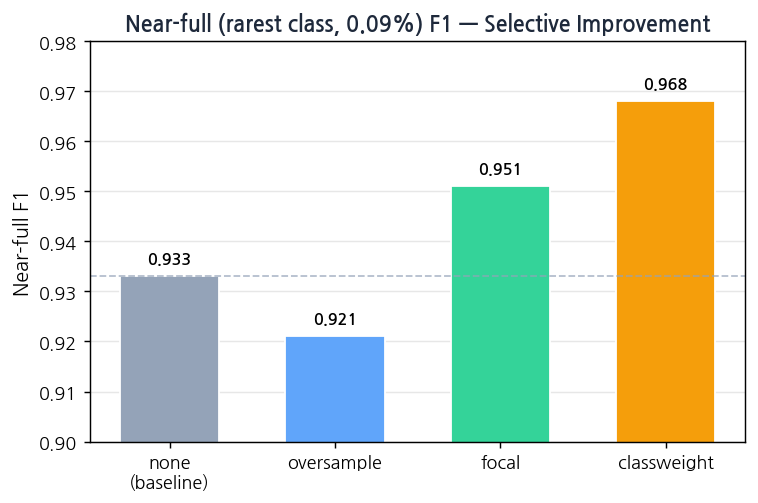 Near-full (rarest class, 0.09%) F1 — Selective Improvement
Near-full F1
0.98
0.97
0.96
0.95
0.94
0.93
0.92
0.91
0.90
0.933
0.921
0.951
0.968
none
(baseline)
oversample
focal
classweight